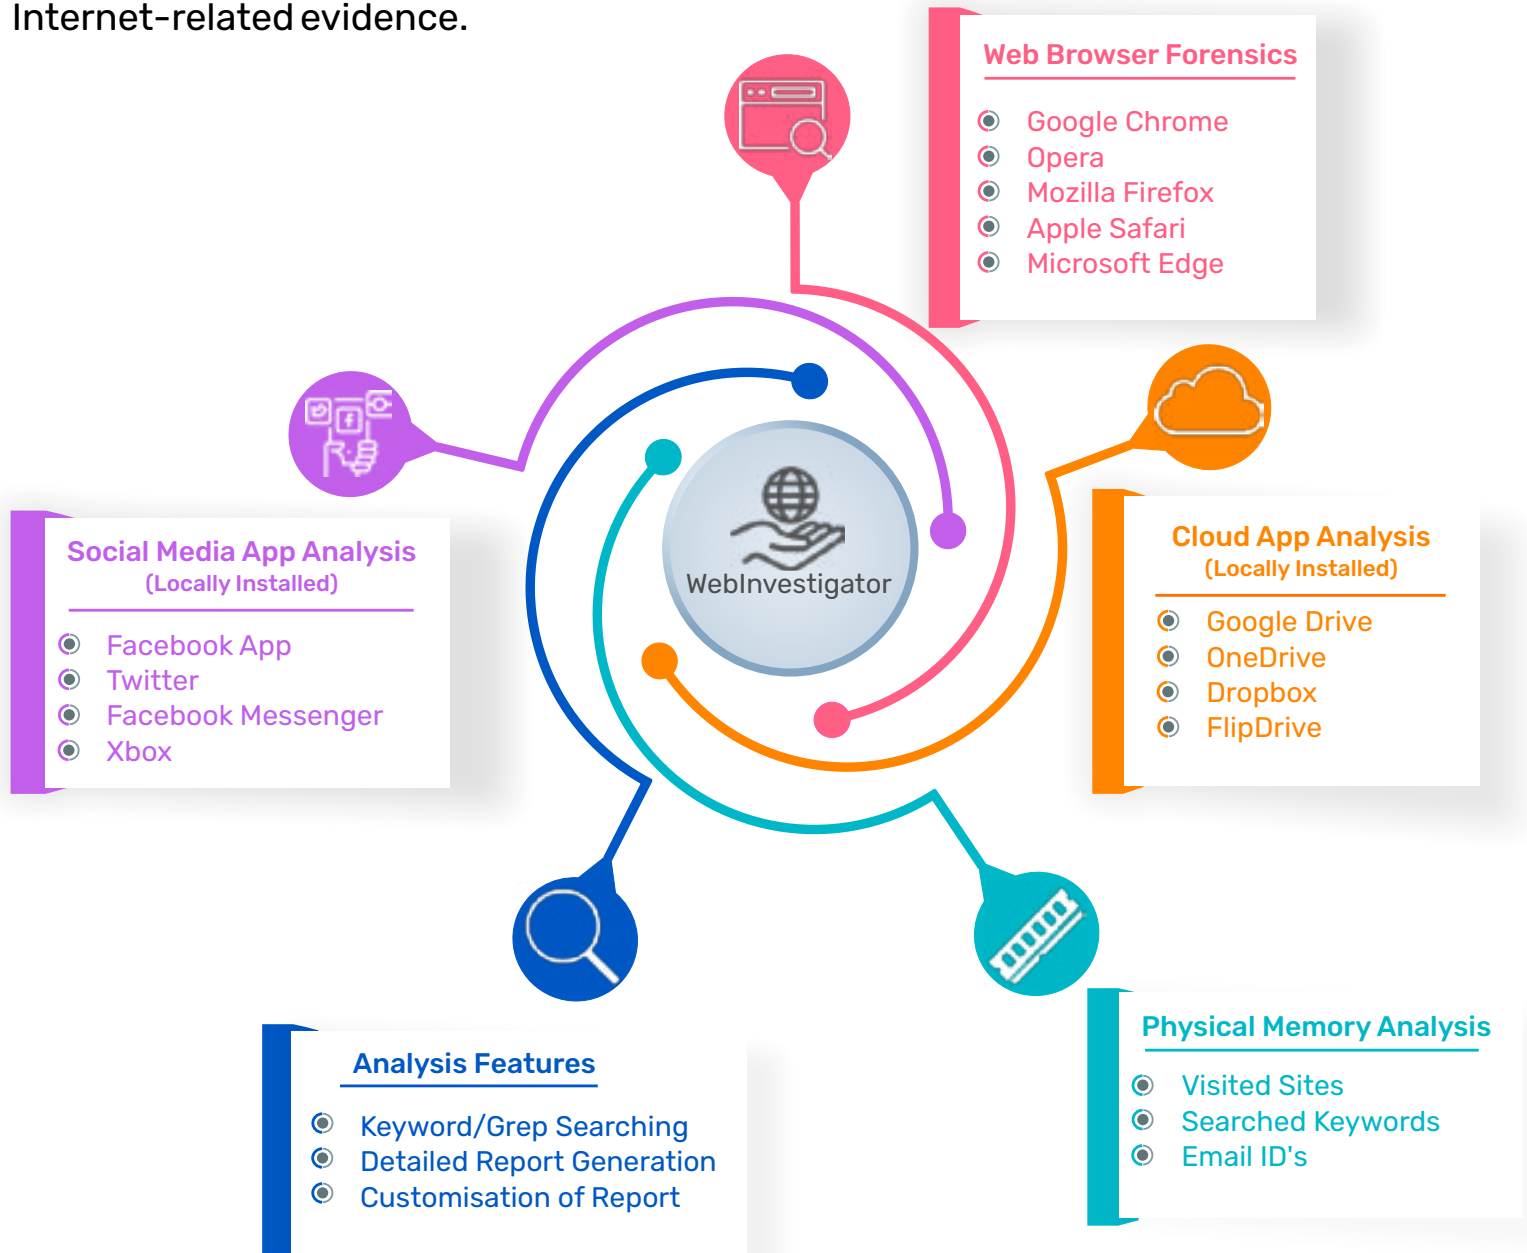 Internet-related evidence.
Web Browser Forensics
Google Chrome
Opera
Mozilla Firefox
Apple Safari
Microsoft Edge
Social Media App Analysis
(Locally Installed)
Facebook App
Twitter
Facebook Messenger
Xbox
WebInvestigator
Cloud App Analysis
(Locally Installed)
Google Drive
OneDrive
Dropbox
FlipDrive
Analysis Features
Keyword/Grep Searching
Detailed Report Generation
Customisation of Report
Physical Memory Analysis
Visited Sites
Searched Keywords
Email ID's